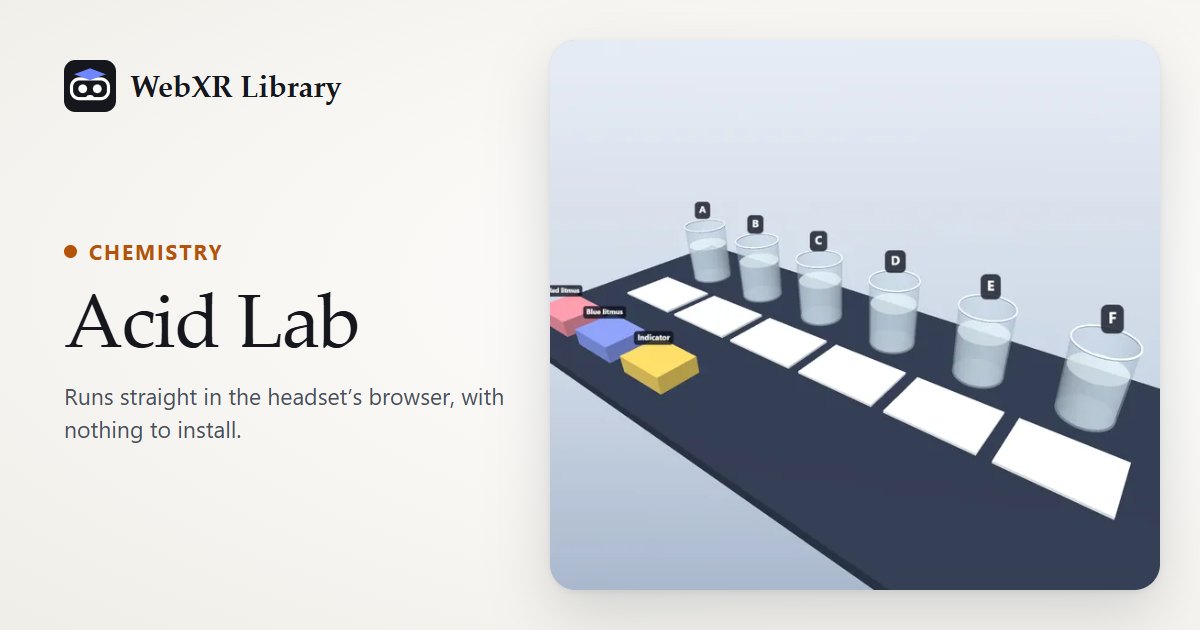 WebXR Library
CHEMISTRY
Acid Lab
Runs straight in the headset’s browser, with
nothing to install.
A
B
C
D
E
F
Red litmus
Blue litmus
Indicator